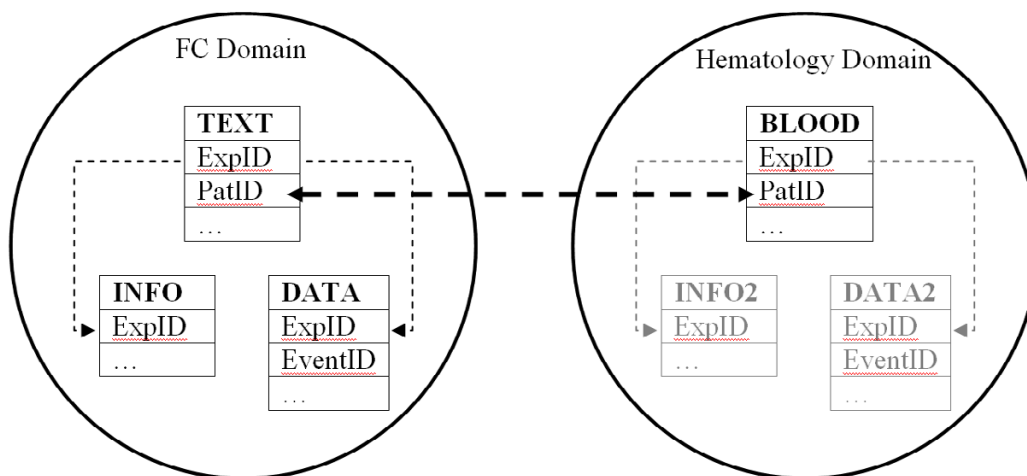 FC Domain
TEXT
ExpID
PatID
...
INFO
ExpID
...
DATA
ExpID
EventID
...
Hematology Domain
BLOOD
ExpID
PatID
...
INFO2
ExpID
...
DATA2
ExpID
EventID
...